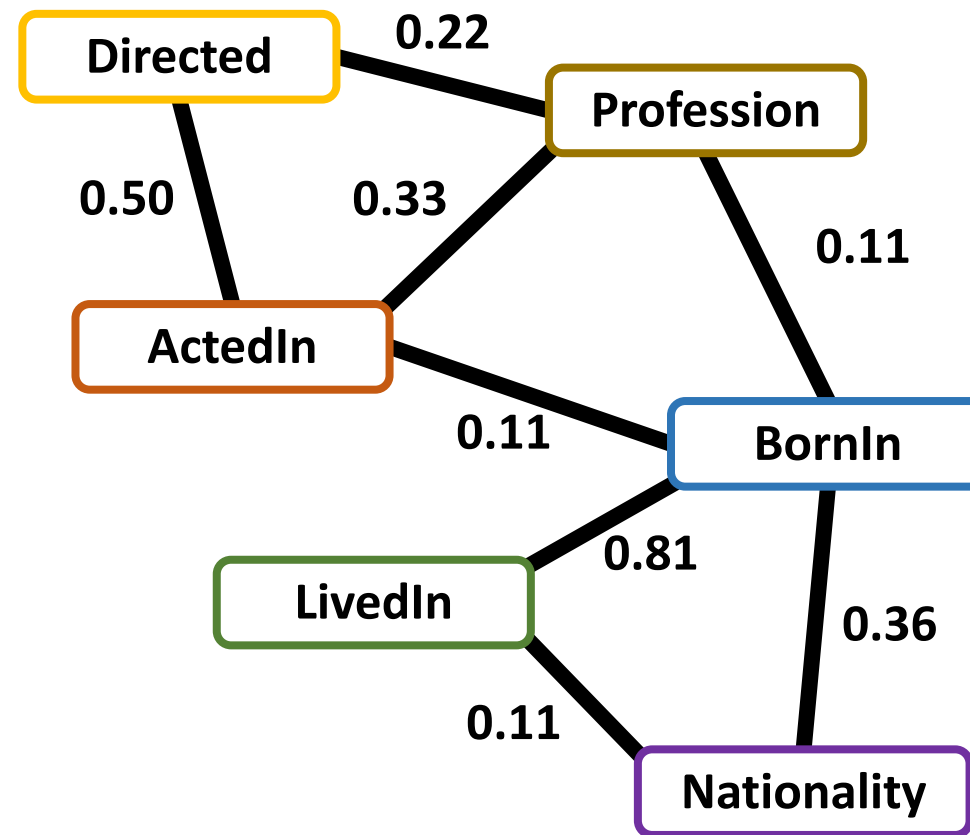 0.22
Directed
Profession
0.50
0.33
0.11
ActedIn
0.11
BornIn
0.81
LivedIn
0.36
0.11
Nationality